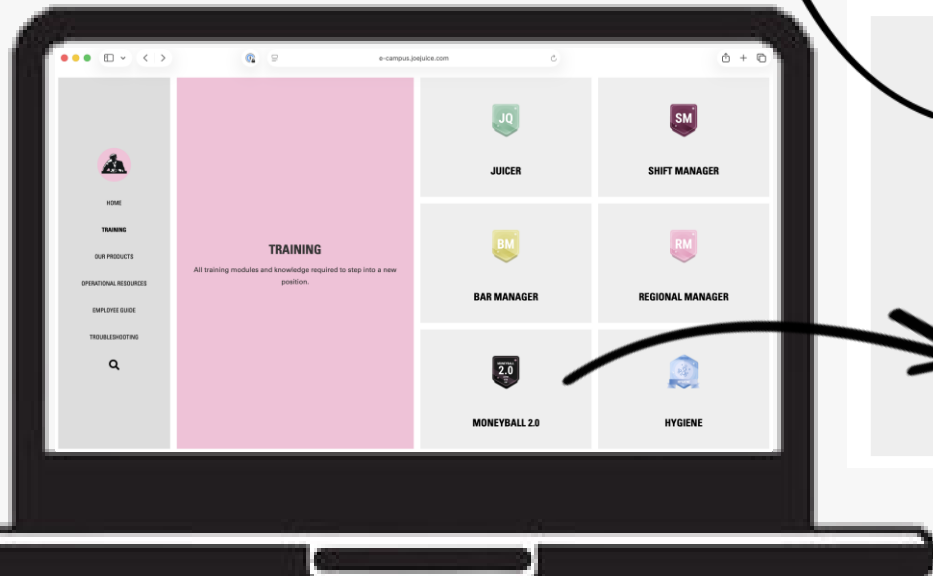 e-campus.joejuice.com
HOME
TRAINING
OUR PRODUCTS
OPERATIONAL RESOURCES
EMPLOYEE GUIDE
TROUBLESHOOTING
TRAINING
All training modules and knowledge required to step into a new
position.
JQ
JUICER
SM
SHIFT MANAGER
BM
BAR MANAGER
RM
REGIONAL MANAGER
MONEYBALL
2.0
MONEYBALL 2.0
HYGIENE